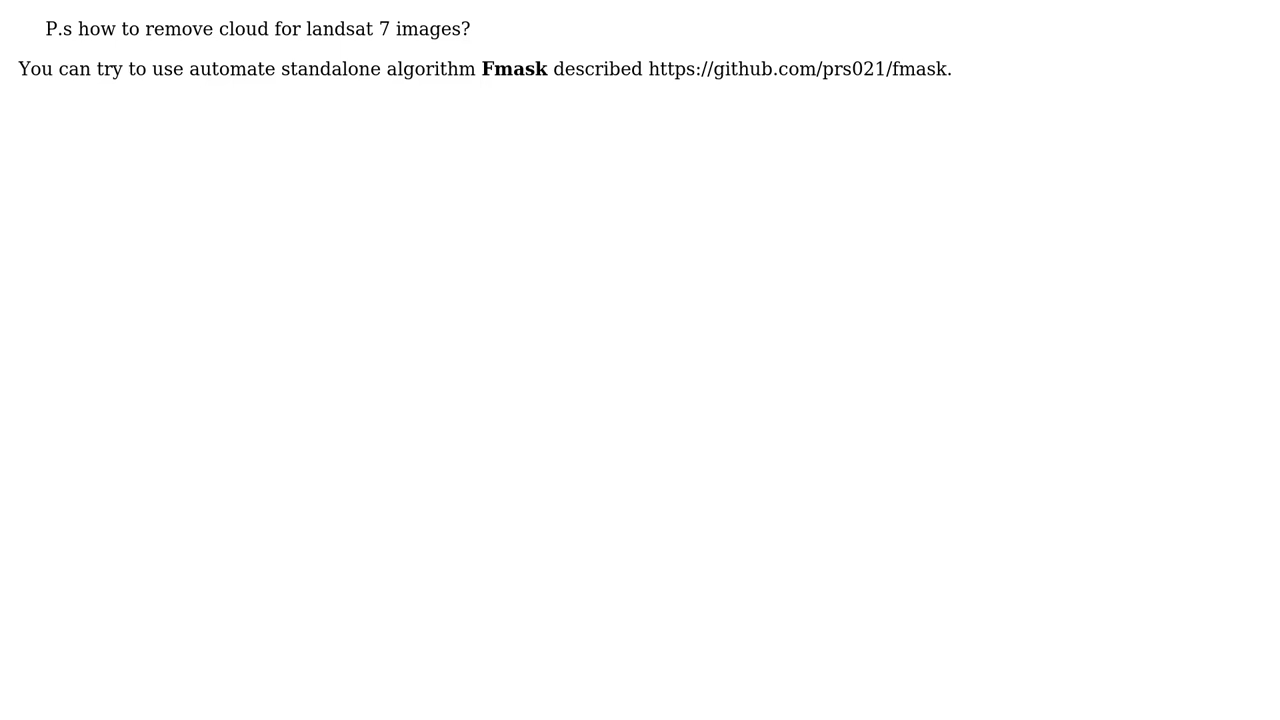 P.s how to remove cloud for landsat 7 images?
You can try to use automate standalone algorithm Fmask described https://github.com/prs021/fmask.